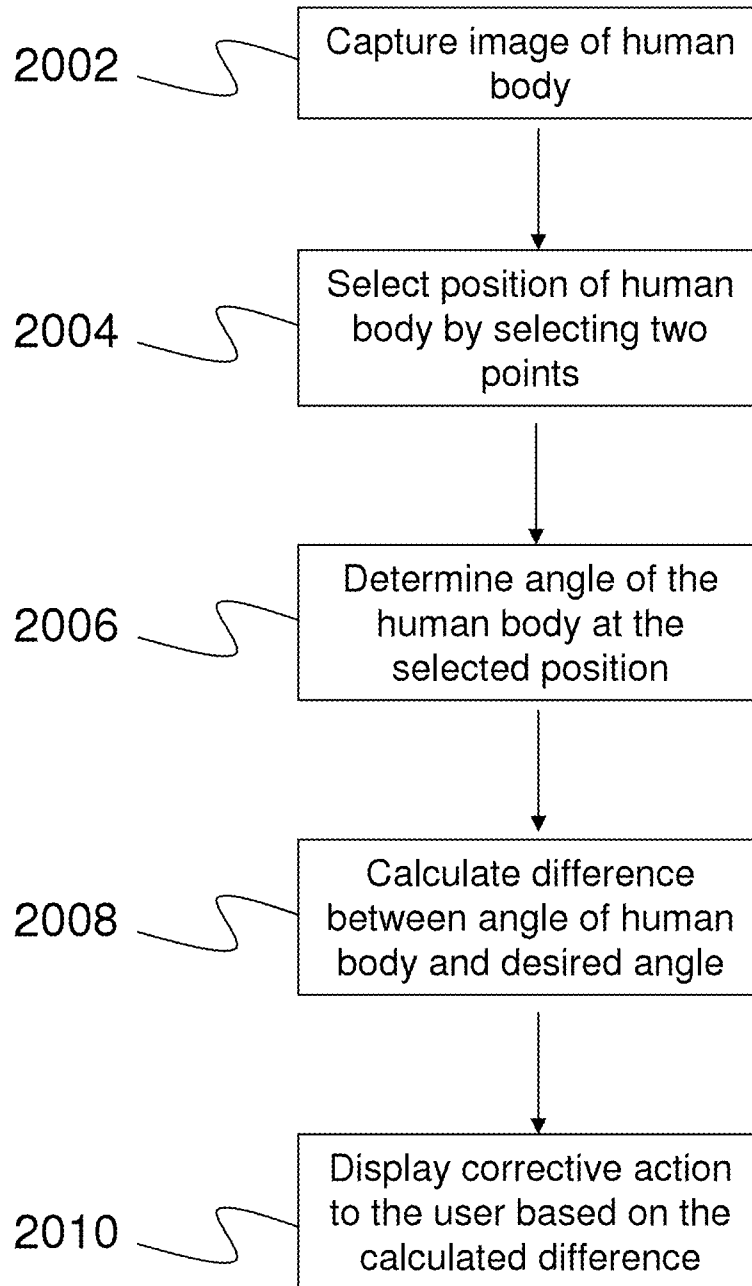 2002
Capture image of human
body
2004
Select position of human
body by selecting two
points
2006
Determine angle of the
human body at the
selected position
2008
Calculate difference
between angle of human
body and desired angle
2010
Display corrective action
to the user based on the
calculated difference